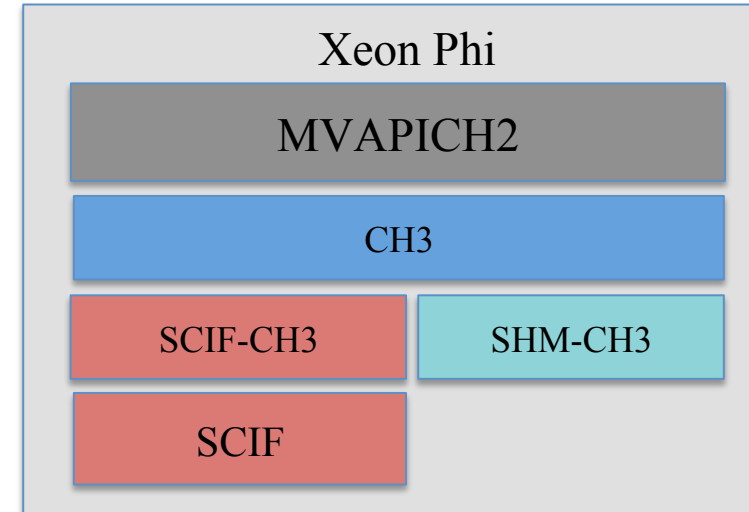 Xeon Phi
MVAPICH2
CH3
SCIF-CH3 SHM-CH3
SCIF